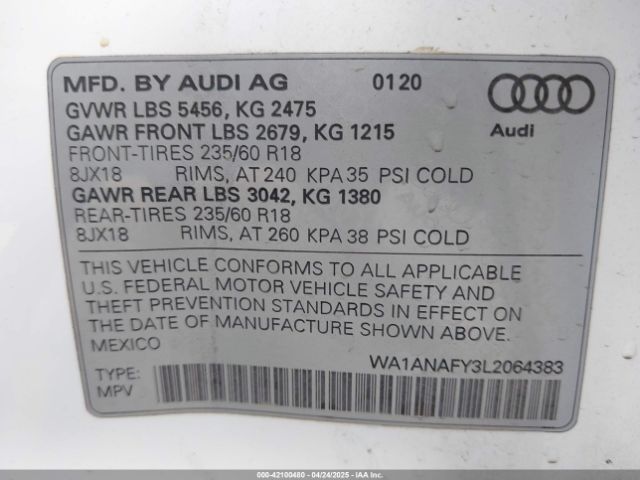 MFD. BY AUDI AG 0120
GVWR LBS 5456, KG 2475
GAWR FRONT LBS 2679, KG 1215
Audi
FRONT-TIRES 235/60 R18
8JX18 RIMS, AT 240 KPA 35 PSI COLD
GAWR REAR LBS 3042, KG 1380
REAR-TIRES 235/60 R18
8JX18 RIMS, AT 260 KPA 38 PSI COLD
THIS VEHICLE CONFORMS TO ALL APPLICABLE
U.S. FEDERAL MOTOR VEHICLE SAFETY AND
THEFT PREVENTION STANDARDS IN EFFECT ON
THE DATE OF MANUFACTURE SHOWN ABOVE.
MEXICO
WA1ANAFY3L2064383
TYPE:
MPV
000-42100480 - 04/24/2025 - IAA